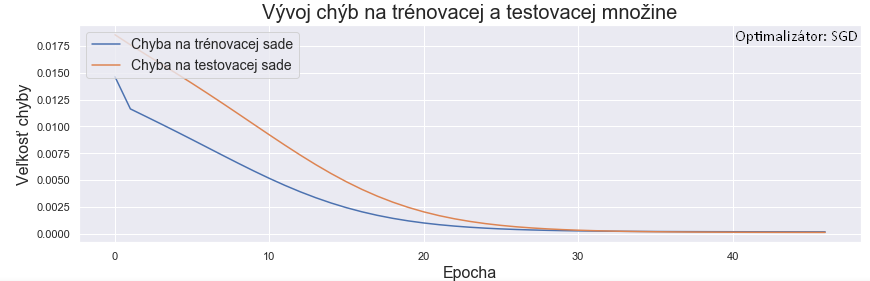 Vývoj chýb na trénovacej a testovacej množine
Optimalizátor: SGD
Chyba na trénovacej sade
Chyba na testovacej sade
Veľkosť chyby
0.0175
0.0150
0.0125
0.0100
0.0075
0.0050
0.0025
0.0000
0 10 20 30 40
Epocha